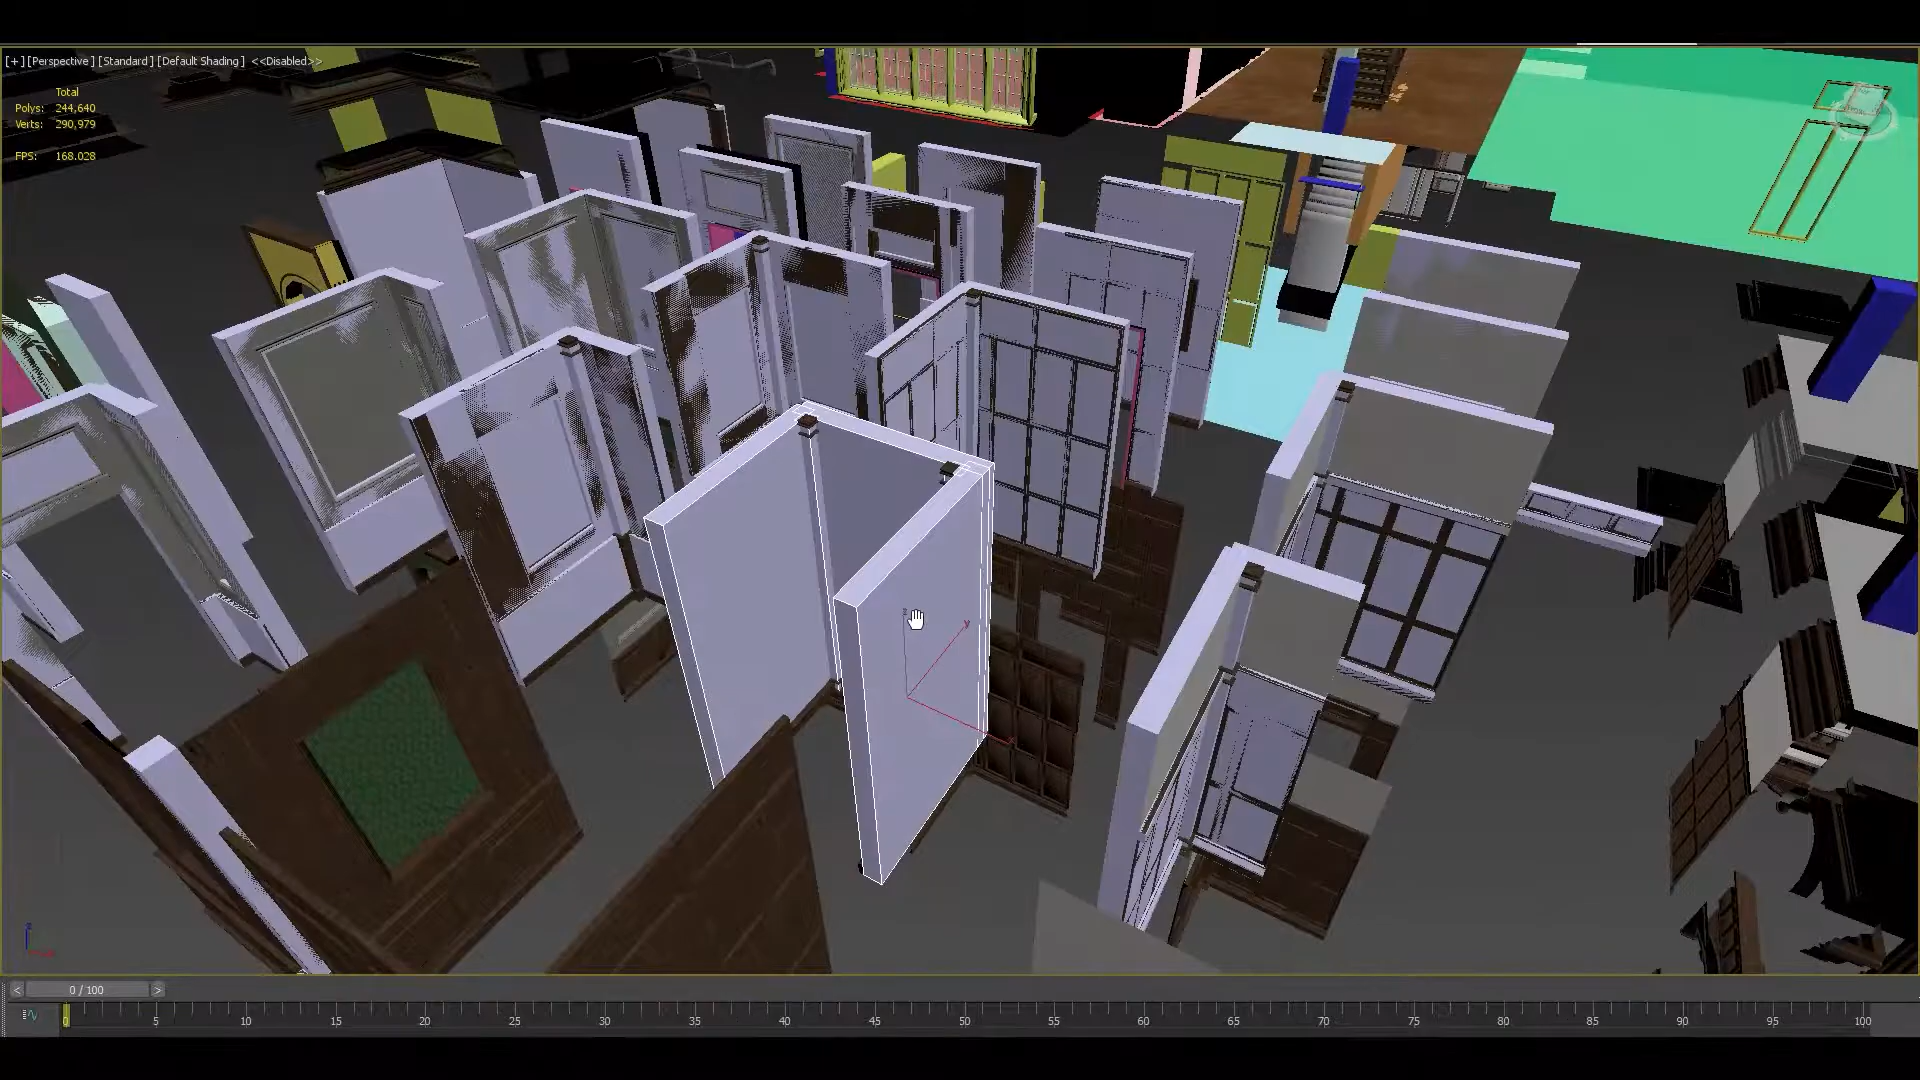 [+] [Perspective ] [Standard ] [Default Shading ] <<Disabled>>
Total
Polys: 244,640
Verts: 290,979
FPS: 168.028
y
x
< 0 / 100 >
0 5 10 15 20 25 30 35 40 45 50 55 60 65 70 75 80 85 90 95 100